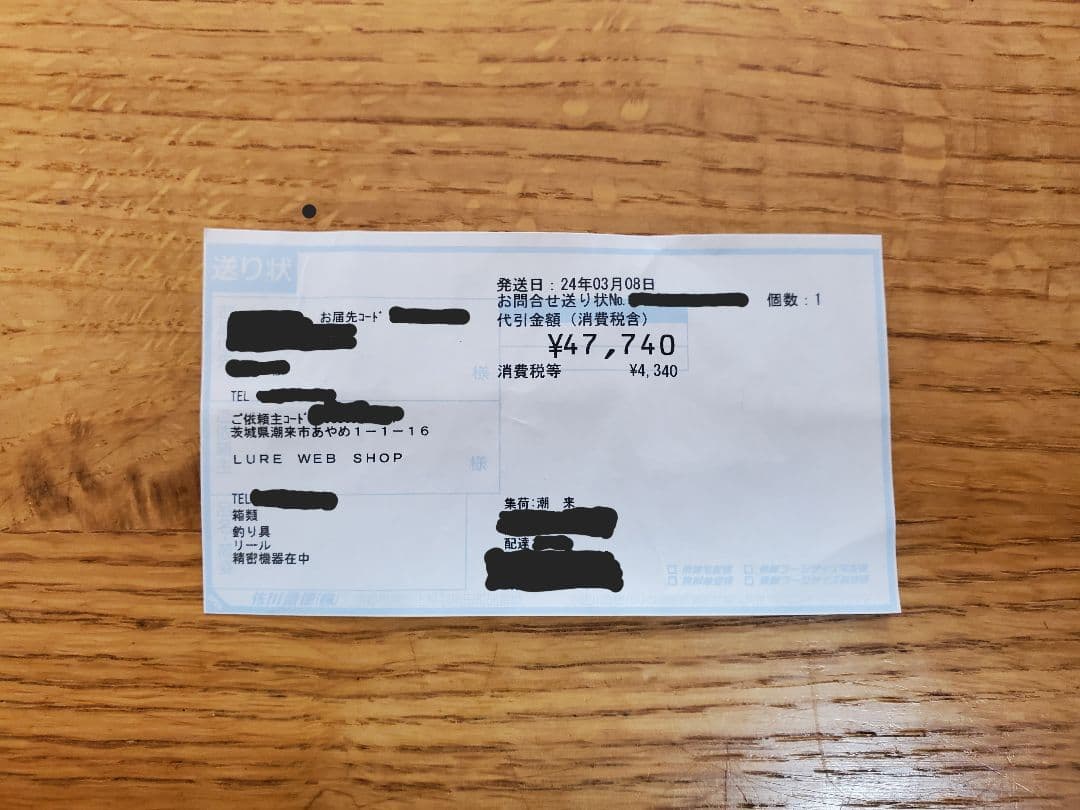 送り状
発送日：24年03月08日
お問合せ送り状No.
個数：1
お届先ｺｰﾄﾞ
代引金額（消費税含）
¥47,740
様
消費税等 ¥4,340
TEL
ご依頼主ｺｰﾄﾞ
茨城県潮来市あやめ１－１－１６
LURE WEB SHOP
様
TEL
箱類
釣り具
リール
精密機器在中
集荷:潮 来
配達
佐川急便(株)